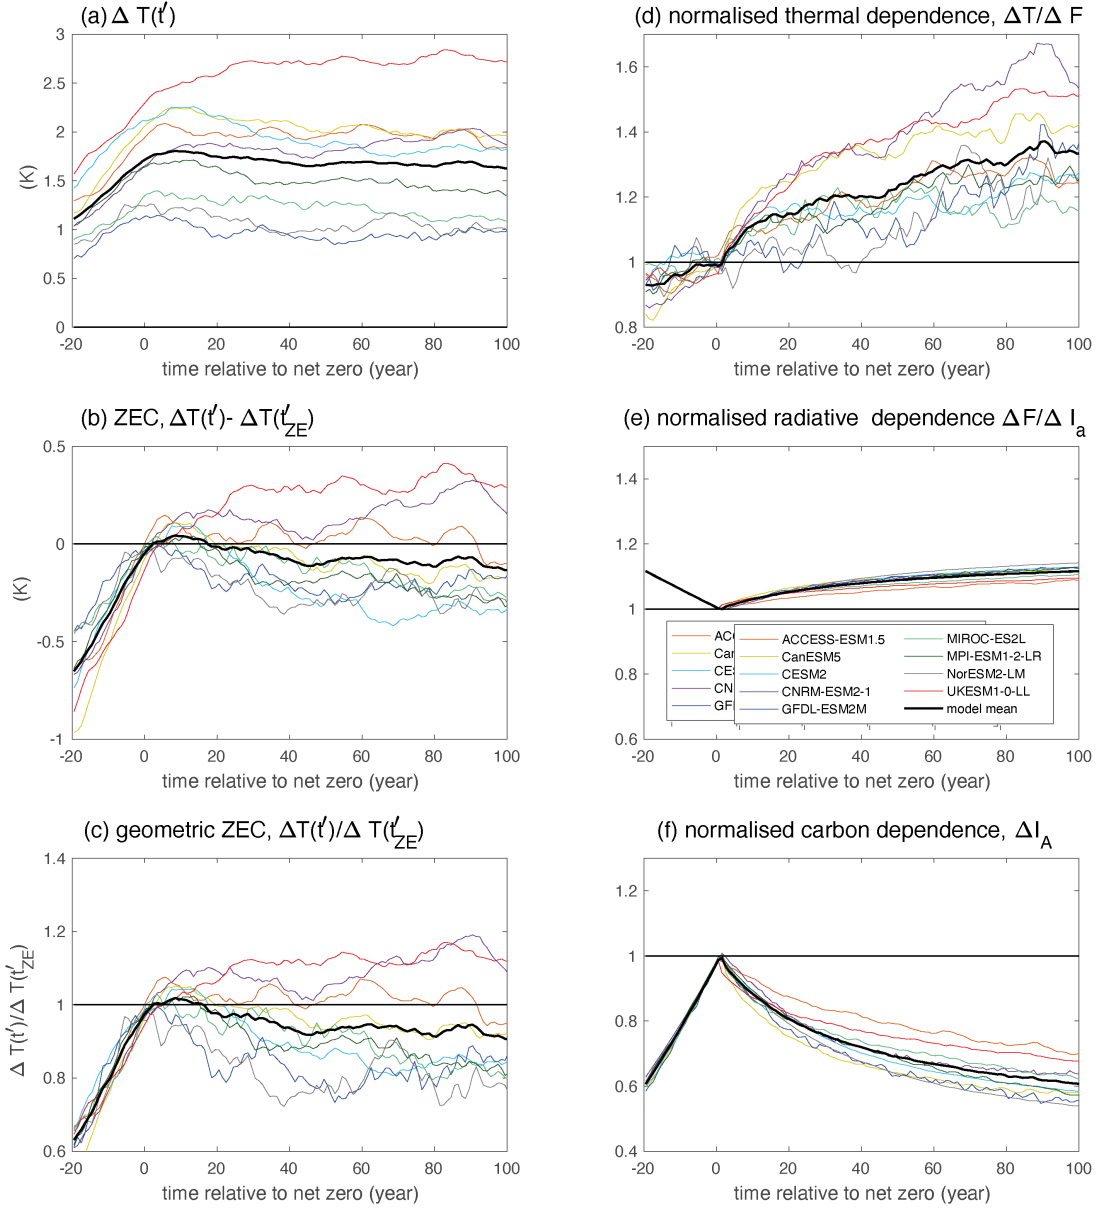 (a) Δ T(t′)
3
2.5
2
1.5
1
0.5
0
(K)
-20 0 20 40 60 80 100
time relative to net zero (year)
(d) normalised thermal dependence, ΔT/Δ F
1.6
1.4
1.2
1
0.8
-20 0 20 40 60 80 100
time relative to net zero (year)
(b) ZEC, ΔT(t′)- ΔT(t′ZE)
0.5
0
-0.5
-1
(K)
-20 0 20 40 60 80 100
time relative to net zero (year)
(e) normalised radiative dependence ΔF/Δ Ia
1.4
1.2
1
0.8
0.6
ACC
Can
CES
CN
GFI
ACCESS-ESM1.5
CanESM5
CESM2
CNRM-ESM2-1
GFDL-ESM2M
MIROC-ES2L
MPI-ESM1-2-LR
NorESM2-LM
UKESM1-0-LL
model mean
-20 0 20 40 60 80 100
time relative to net zero (year)
(c) geometric ZEC, ΔT(t′)/Δ T(t′ZE)
1.4
1.2
1
0.8
0.6
Δ T(t′)/Δ T(t′ZE)
-20 0 20 40 60 80 100
time relative to net zero (year)
(f) normalised carbon dependence, ΔIA
1.2
1
0.8
0.6
0.4
-20 0 20 40 60 80 100
time relative to net zero (year)